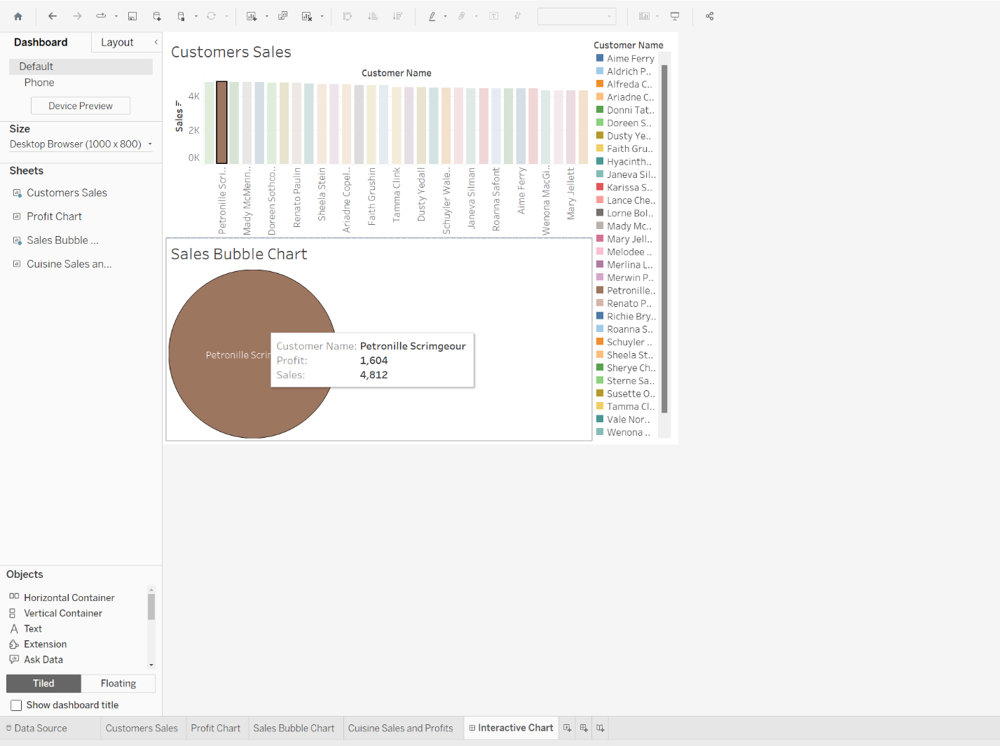 Dashboard
Layout
Default
Phone
Device Preview
Size
Desktop Browser (1000 x 800)
Sheets
Customers Sales
Profit Chart
Sales Bubble ...
Cuisine Sales an...
Objects
Horizontal Container
Vertical Container
Text
Extension
Ask Data
Tiled
Floating
Show dashboard title
Customers Sales
Customer Name
Sales
4K
2K
0K
Petronille Scri..
Mady McMenn..
Doreen Sothco..
Renato Paulin
Sheela Stein
Ariadne Copel..
Faith Grushin
Tamma Clink
Dusty Yedall
Schuyler Wale..
Janeva Silman
Roanna Safont
Aime Ferry
Wenona MacGi..
Mary Jellett
Sales Bubble Chart
Petronille Scrim
Customer Name: Petronille Scrimgeour
Profit: 1,604
Sales: 4,812
Customer Name
Aime Ferry
Aldrich P..
Alfreda C..
Ariadne C..
Donni Tat..
Doreen S..
Dusty Ye..
Faith Gru..
Hyacinth..
Janeva Sil..
Karissa S..
Lance Che..
Lorne Bol..
Mady Mc..
Mary Jell..
Melodee ..
Merlina L..
Merwin P..
Petronille..
Renato P..
Richie Bry..
Roanna S..
Schuyler ..
Sheela St..
Sherye Ch..
Sterne Sa..
Susette O..
Tamma Cl..
Vale Nor..
Wenona ..
Data Source
Customers Sales
Profit Chart
Sales Bubble Chart
Cuisine Sales and Profits
Interactive Chart